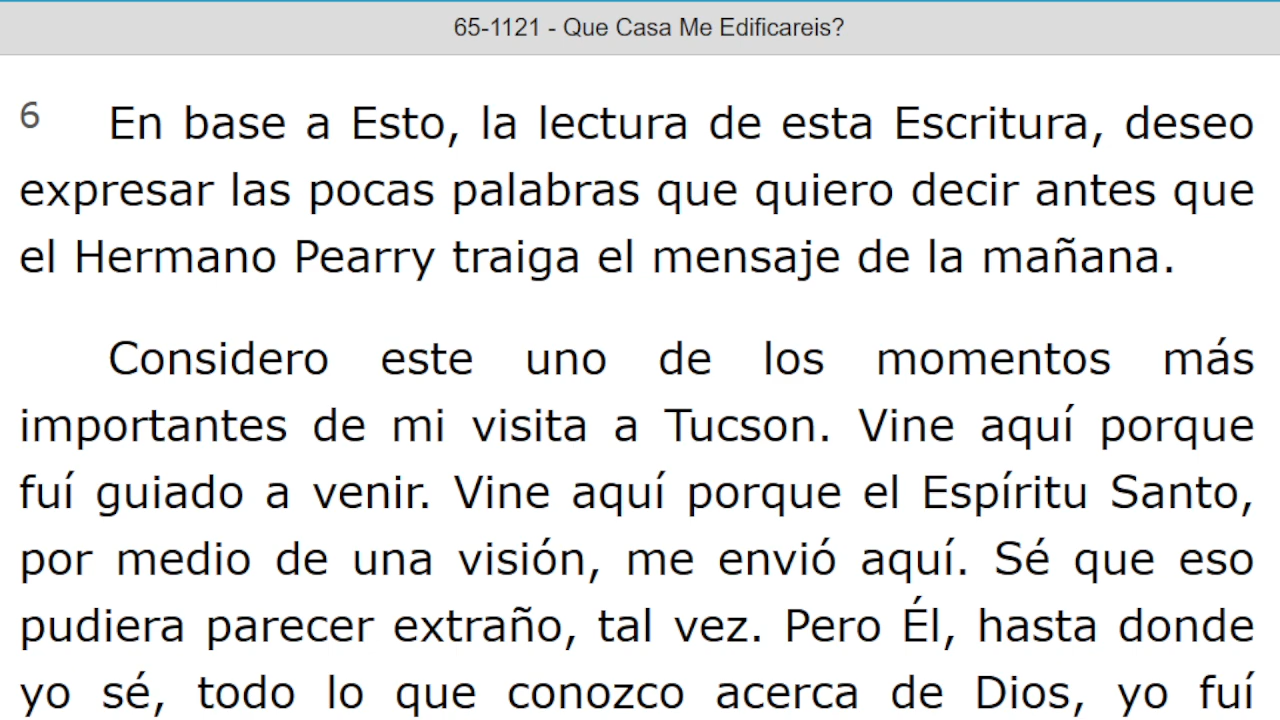 65-1121 - Que Casa Me Edificareis?
6 En base a Esto, la lectura de esta Escritura, deseo
expresar las pocas palabras que quiero decir antes que
el Hermano Pearry traiga el mensaje de la mañana.
Considero este uno de los momentos más
importantes de mi visita a Tucson. Vine aquí porque
fuí guiado a venir. Vine aquí porque el Espíritu Santo,
por medio de una visión, me envió aquí. Sé que eso
pudiera parecer extraño, tal vez. Pero Él, hasta donde
yo sé, todo lo que conozco acerca de Dios, yo fuí